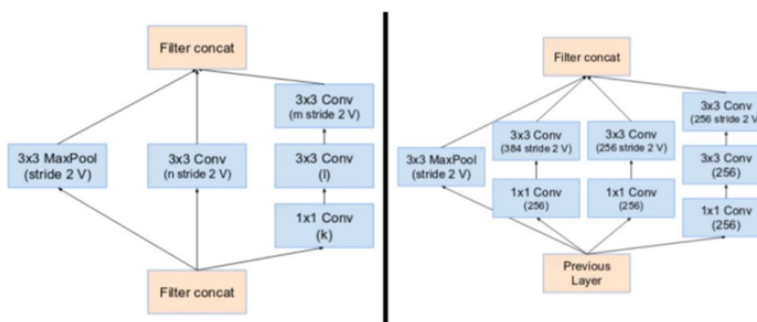 Filter concat
3x3 Conv
(m stride 2 V)
3x3 MaxPool
(stride 2 V)
3x3 Conv
(n stride 2 V)
3x3 Conv
(l)
1x1 Conv
(k)
Filter concat
Filter concat
3x3 Conv
(256 stride 2 V)
3x3 Conv
(384 stride 2 V)
3x3 Conv
(256 stride 2 V)
3x3 MaxPool
(stride 2 V)
3x3 Conv
(256)
1x1 Conv
(256)
1x1 Conv
(256)
1x1 Conv
(256)
Previous
Layer